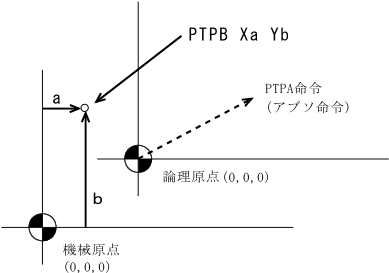 PTPB Xa Yb
a
PTPA命令
(アブソ命令)
論理原点(0,0,0)
b
機械原点
(0,0,0)